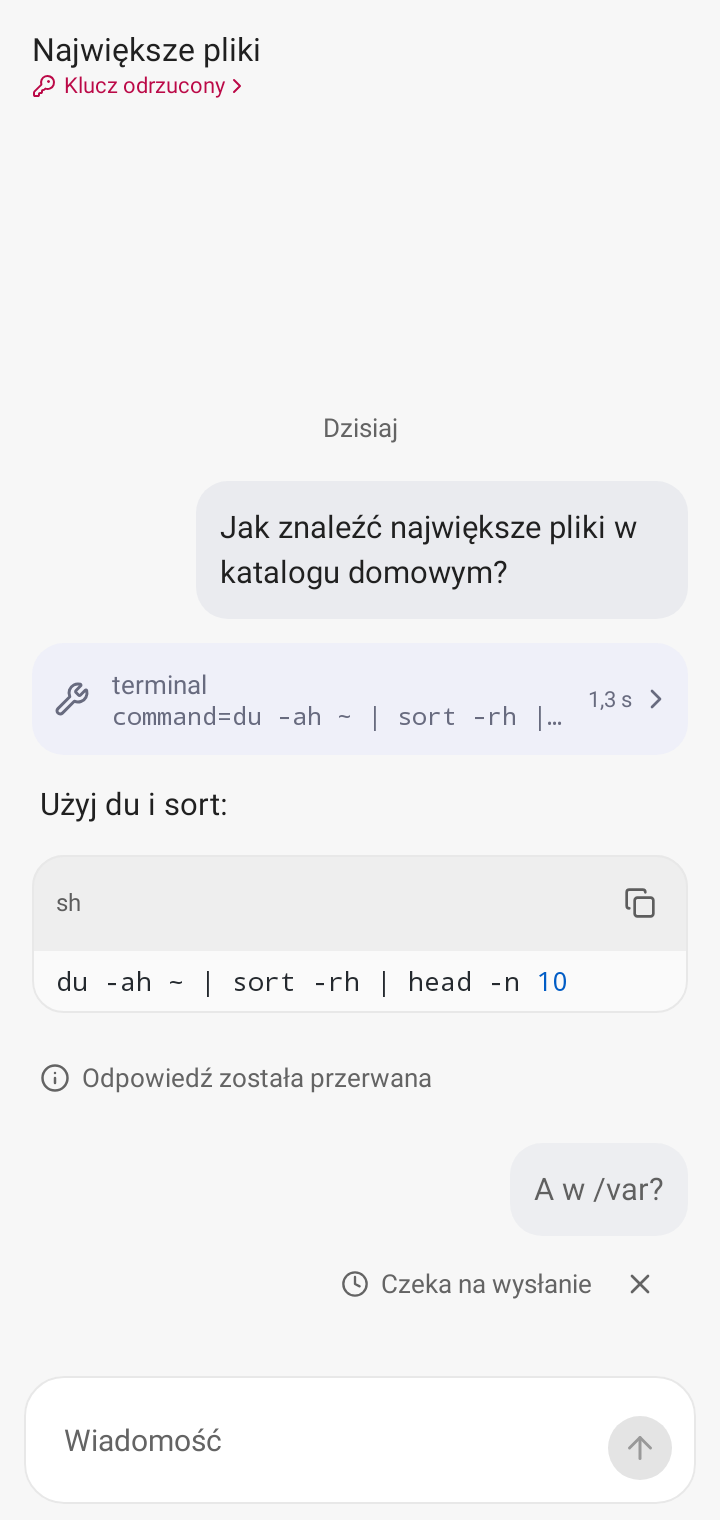 Największe pliki
Klucz odrzucony
Dzisiaj
Jak znaleźć największe pliki w
katalogu domowym?
terminal
1,3 s
command=du -ah ~ | sort -rh |…
Użyj du i sort:
sh
du -ah ~ | sort -rh | head -n 10
Odpowiedź została przerwana
A w /var?
Czeka na wysłanie
Wiadomość